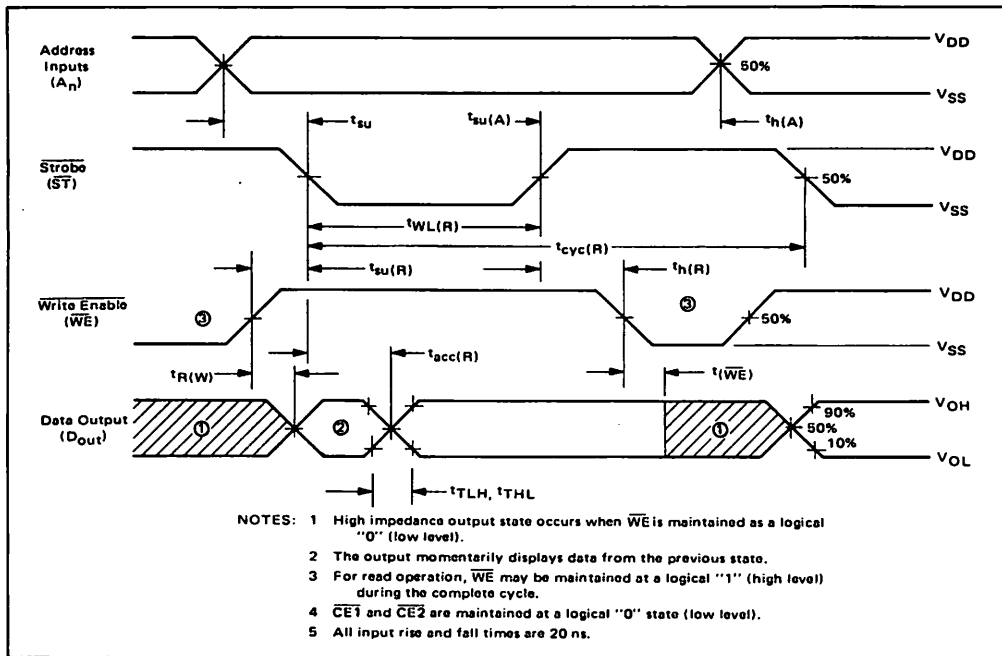 Address
Inputs
(An)
VDD
50%
VSS
tsu
tsu(A)
th(A)
Strobe
(ST)
VDD
50%
VSS
tWL(R)
tcyc(R)
tsu(R)
th(R)
Write Enable
(WE)
③
③
VDD
50%
VSS
tR(W)
tacc(R)
t(WE)
Data Output
(Dout)
①
②
①
VOH
90%
50%
10%
VOL
tTLH, tTHL
NOTES: 1 High impedance output state occurs when WE is maintained as a logical
"0" (low level).
2 The output momentarily displays data from the previous state.
3 For read operation, WE may be maintained at a logical "1" (high level)
during the complete cycle.
4 CE1 and CE2 are maintained at a logical "0" state (low level).
5 All input rise and fall times are 20 ns.